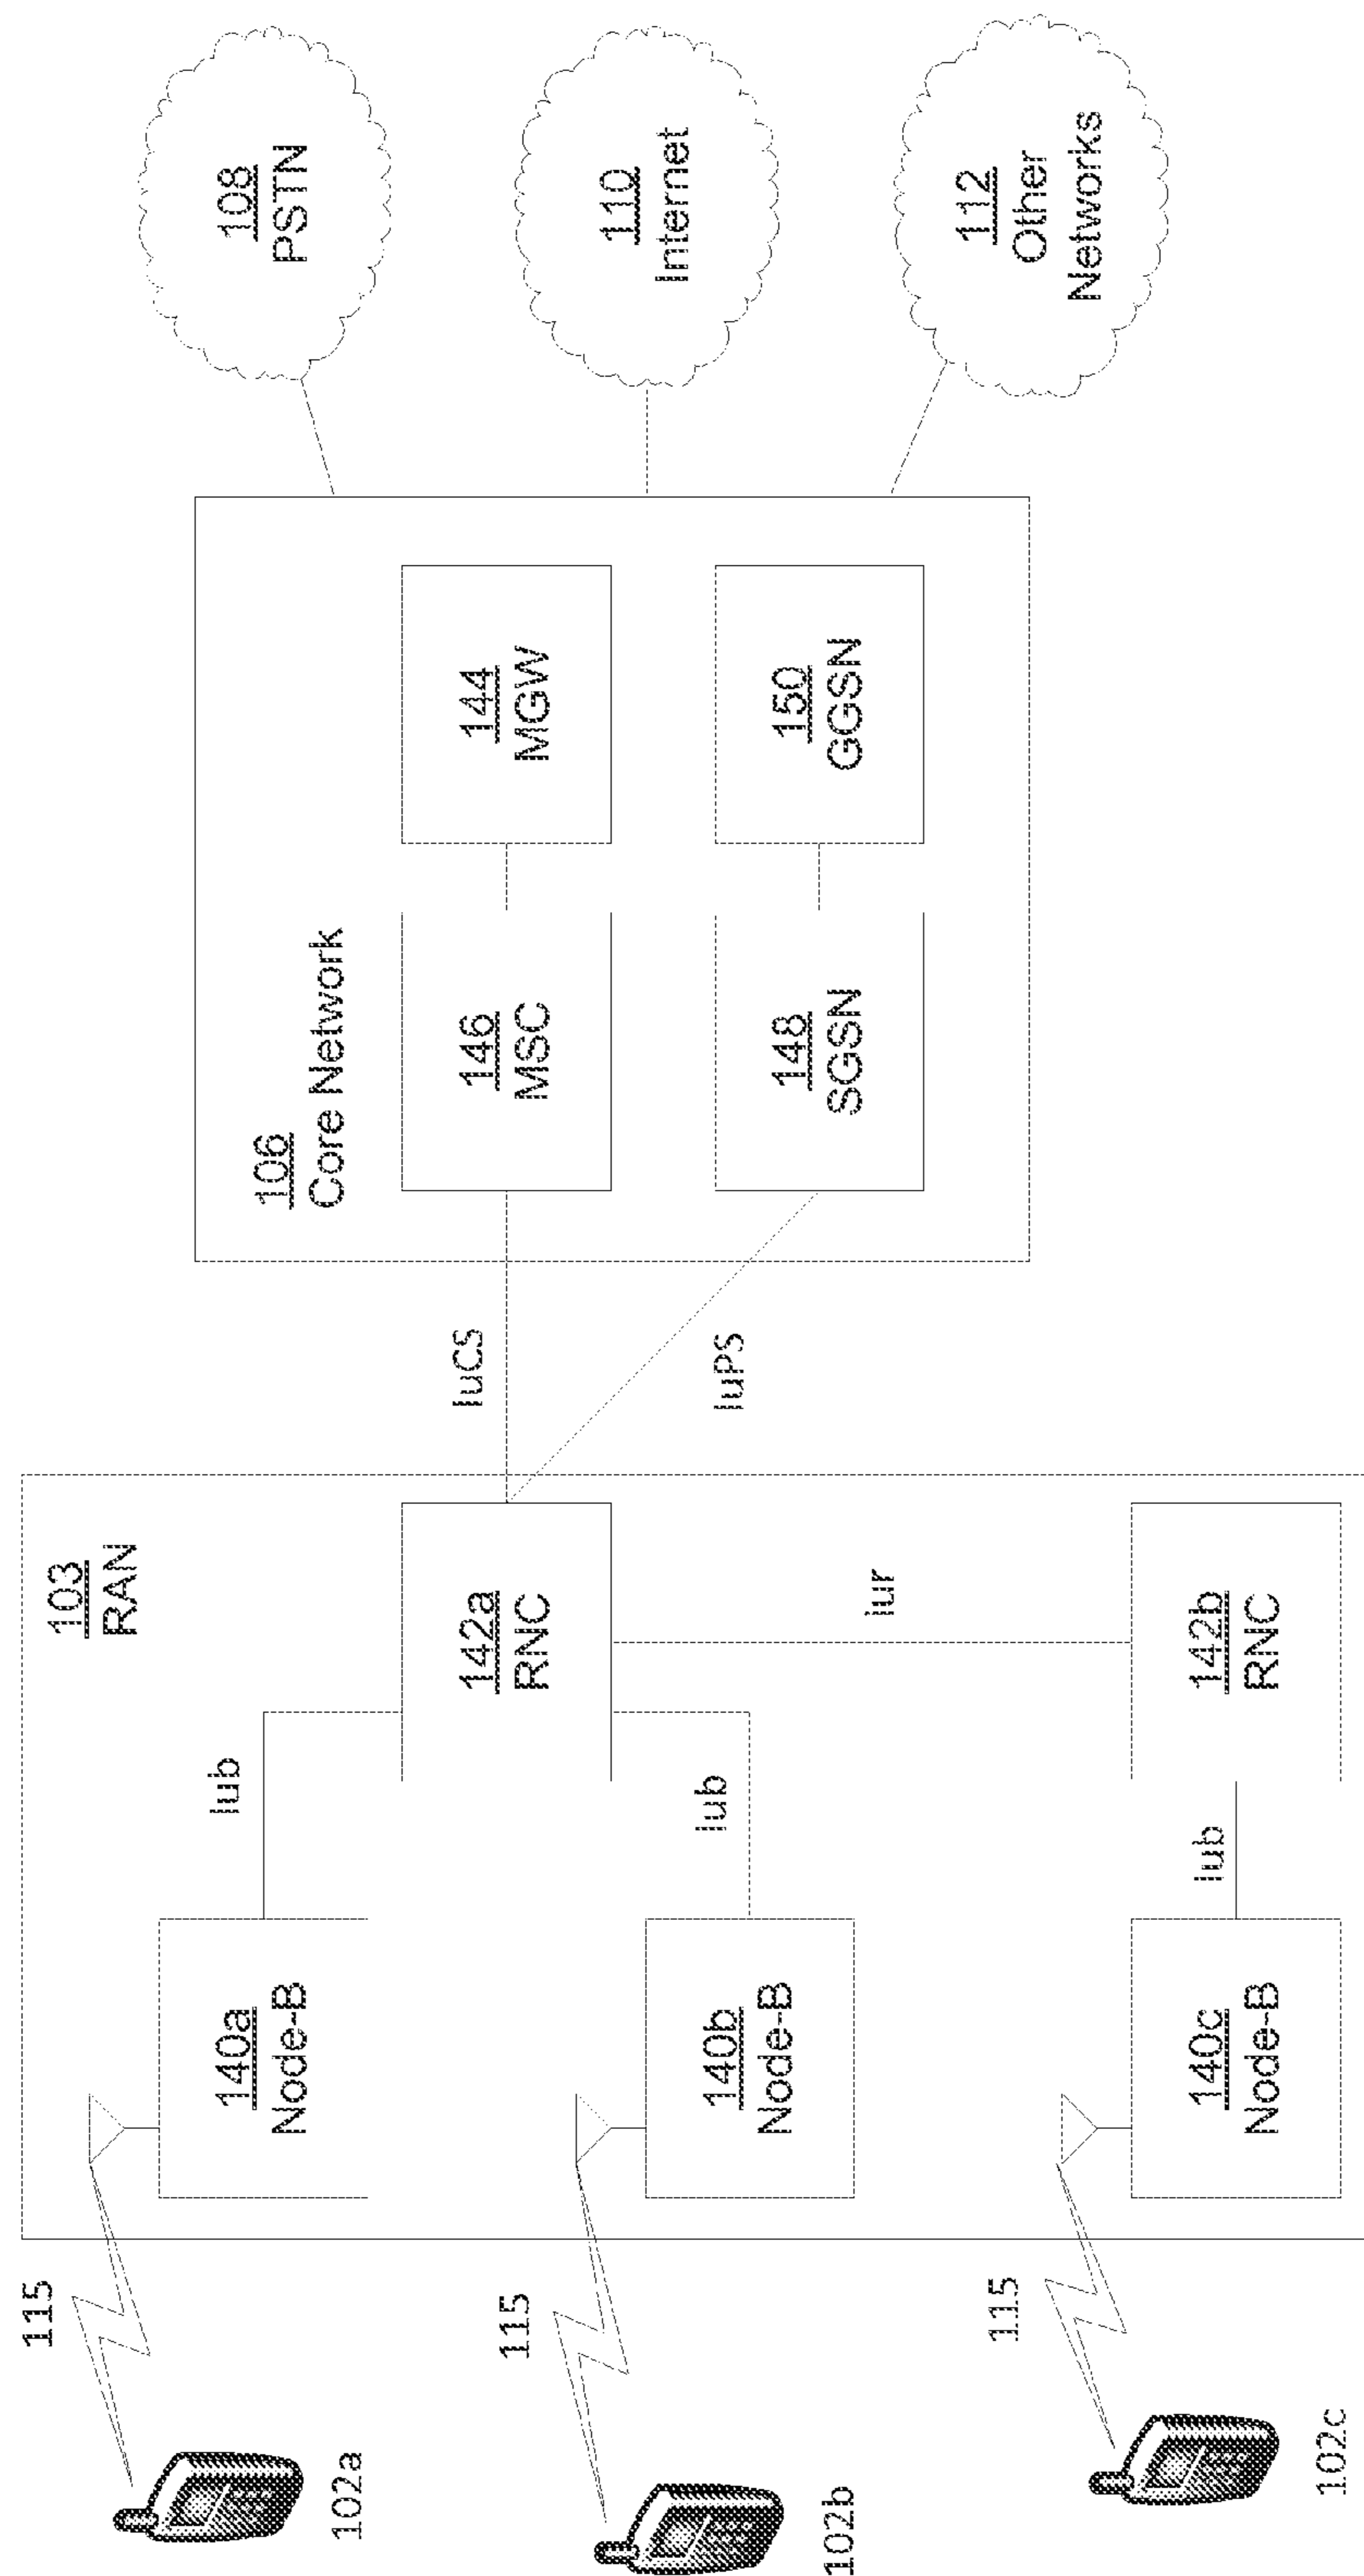 115
102a
115
102b
115
102c
103
RAN
140a
Node-B
Iub
142a
RNC
140b
Node-B
Iub
iur
140c
Node-B
Iub
142b
RNC
IuCS
IuPS
106
Core Network
146
MSC
144
MGW
148
SGSN
150
GGSN
108
PSTN
110
Internet
112
Other
Networks